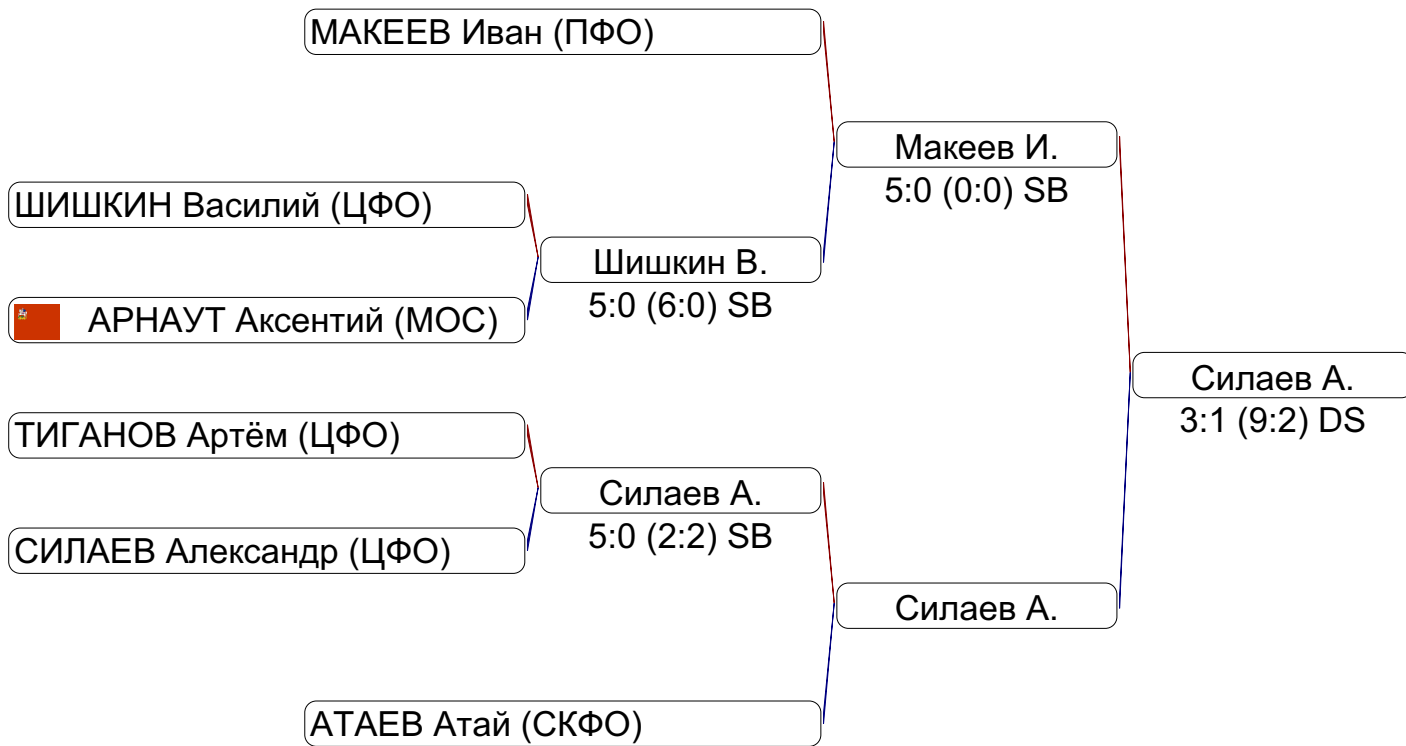 МАКЕЕВ Иван (ПФО)
Макеев И.
5:0 (0:0) SB
ШИШКИН Василий (ЦФО)
Шишкин В.
5:0 (6:0) SB
АРНАУТ Аксентий (МОС)
Силаев А.
3:1 (9:2) DS
ТИГАНОВ Артём (ЦФО)
Силаев А.
5:0 (2:2) SB
СИЛАЕВ Александр (ЦФО)
Силаев А.
АТАЕВ Атай (СКФО)